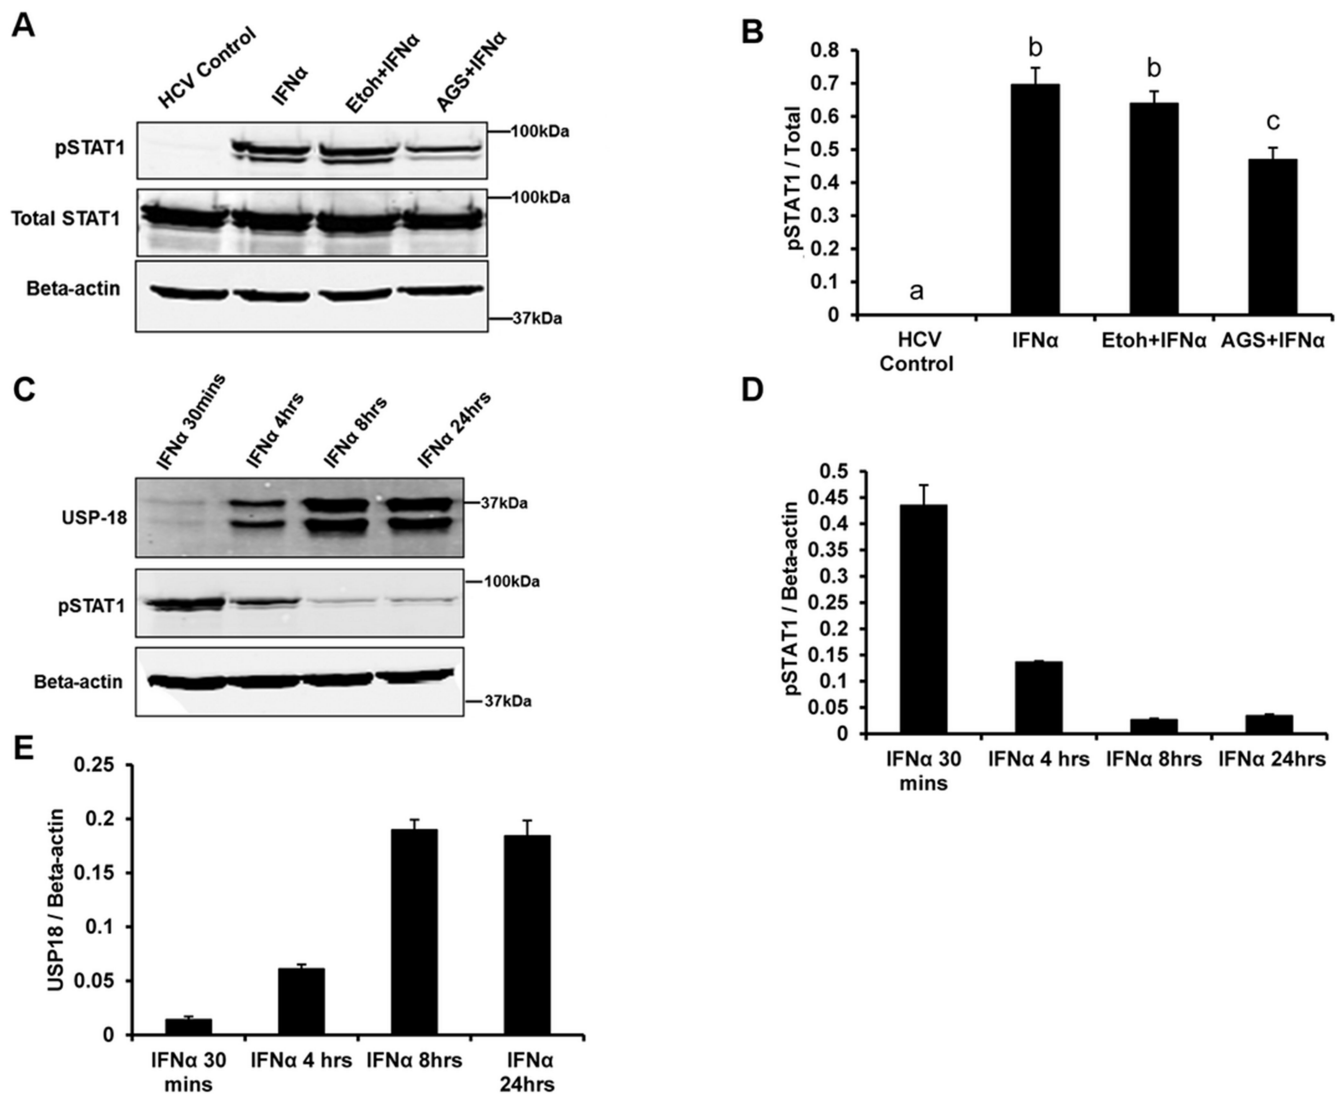 A
HCV Control
IFNα
Etoh+IFNα
AGS+IFNα
pSTAT1
100kDa
Total STAT1
100kDa
Beta-actin
37kDa
B
pSTAT1 / Total
0.8
0.7
0.6
0.5
0.4
0.3
0.2
0.1
0
a
b
b
c
HCV Control
IFNα
Etoh+IFNα
AGS+IFNα
C
IFNα 30mins
IFNα 4hrs
IFNα 8hrs
IFNα 24hrs
USP-18
37kDa
pSTAT1
100kDa
Beta-actin
37kDa
D
pSTAT1 / Beta-actin
0.5
0.45
0.4
0.35
0.3
0.25
0.2
0.15
0.1
0.05
0
IFNα 30 mins
IFNα 4 hrs
IFNα 8hrs
IFNα 24hrs
E
USP18 / Beta-actin
0.25
0.2
0.15
0.1
0.05
0
IFNα 30 mins
IFNα 4 hrs
IFNα 8hrs
IFNα 24hrs